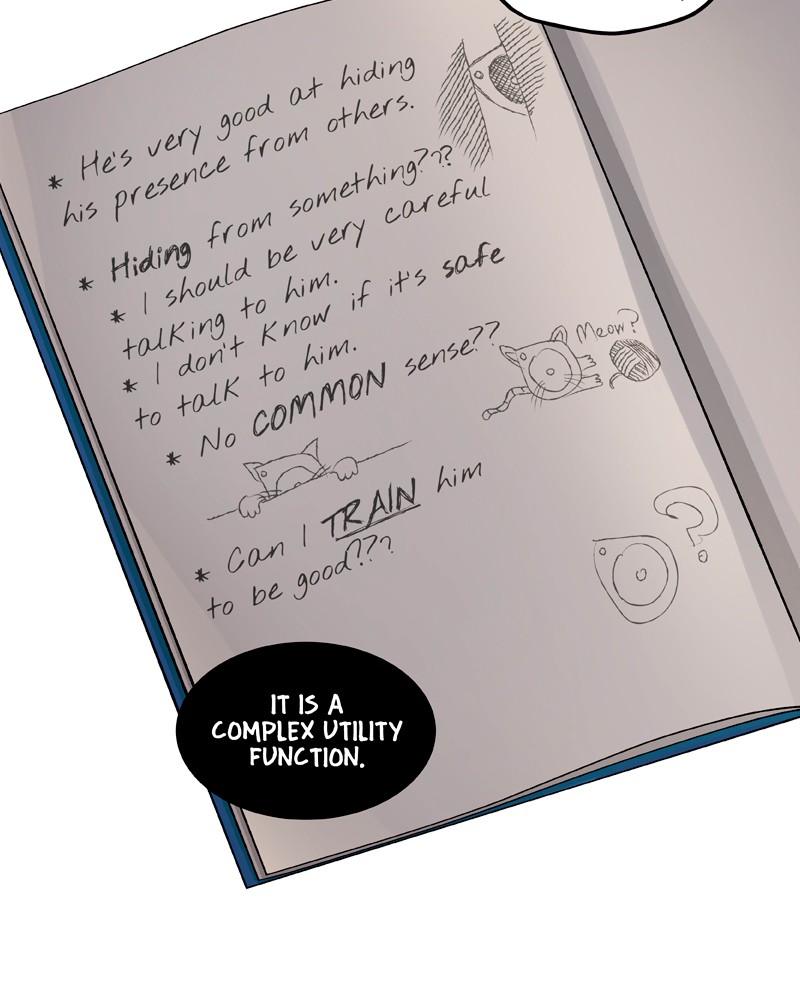 * He's very good at hiding
his presence from others.
* Hiding from something???
* I should be very careful
talking to him.
* I don't know if it's safe
to talk to him.
* No COMMON sense??
Meow?
* Can I TRAIN him
to be good???
?
IT IS A
COMPLEX UTILITY
FUNCTION.